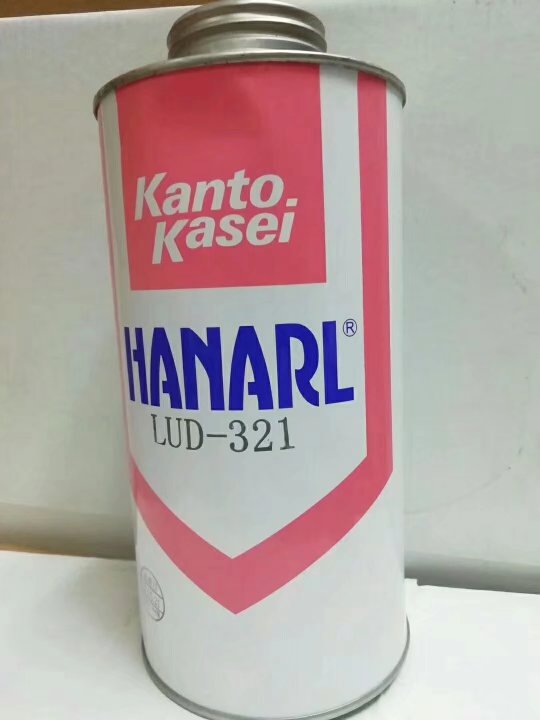 Kanto
Kasei
HANARL®
LUD-321